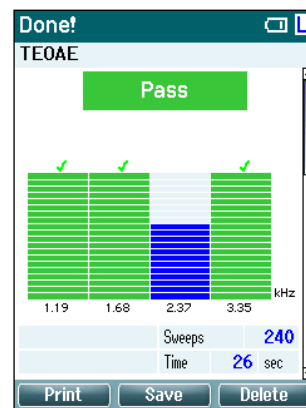 Done!
TEOAE
Pass
kHz
1.19 1.68 2.37 3.35
Sweeps 240
Time 26 sec
Print Save Delete